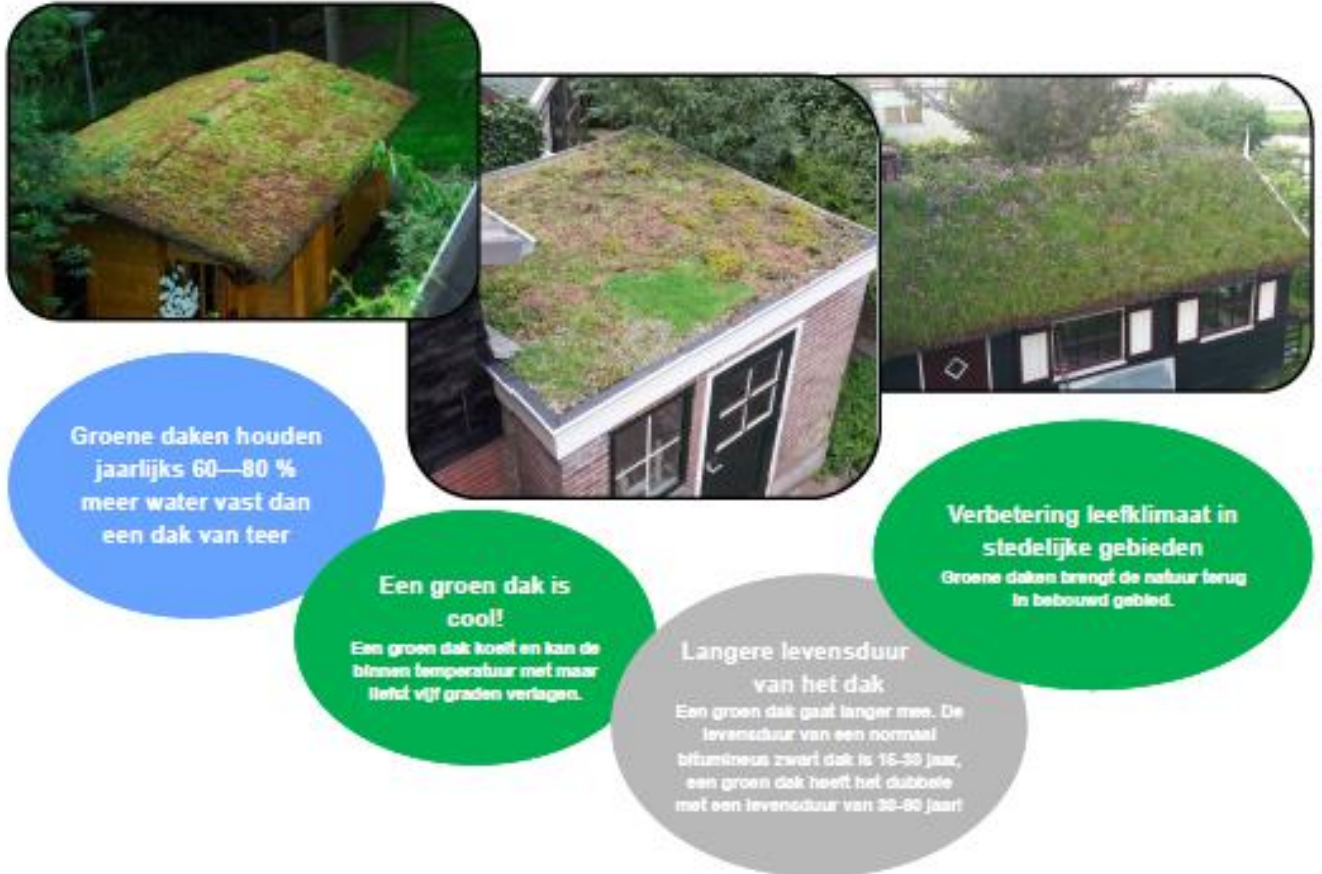 Groene daken houden
jaarlijks 60—80 %
meer water vast dan
een dak van teer
Een groen dak is
cool!
Een groen dak koelt en kan de
binnen temperatuur met maar
liefst vijf graden verlagen.
Langere levensduur
van het dak
Een groen dak gaat langer mee. De
levensduur van een normaal
bitumineus zwart dak is jaar,
een groen dak heeft het dubbele
met een levensduur van jaar!
Verbetering leefklimaat in
stedelijke gebieden
Groene daken brengt de natuur terug
in bebouwd gebied.